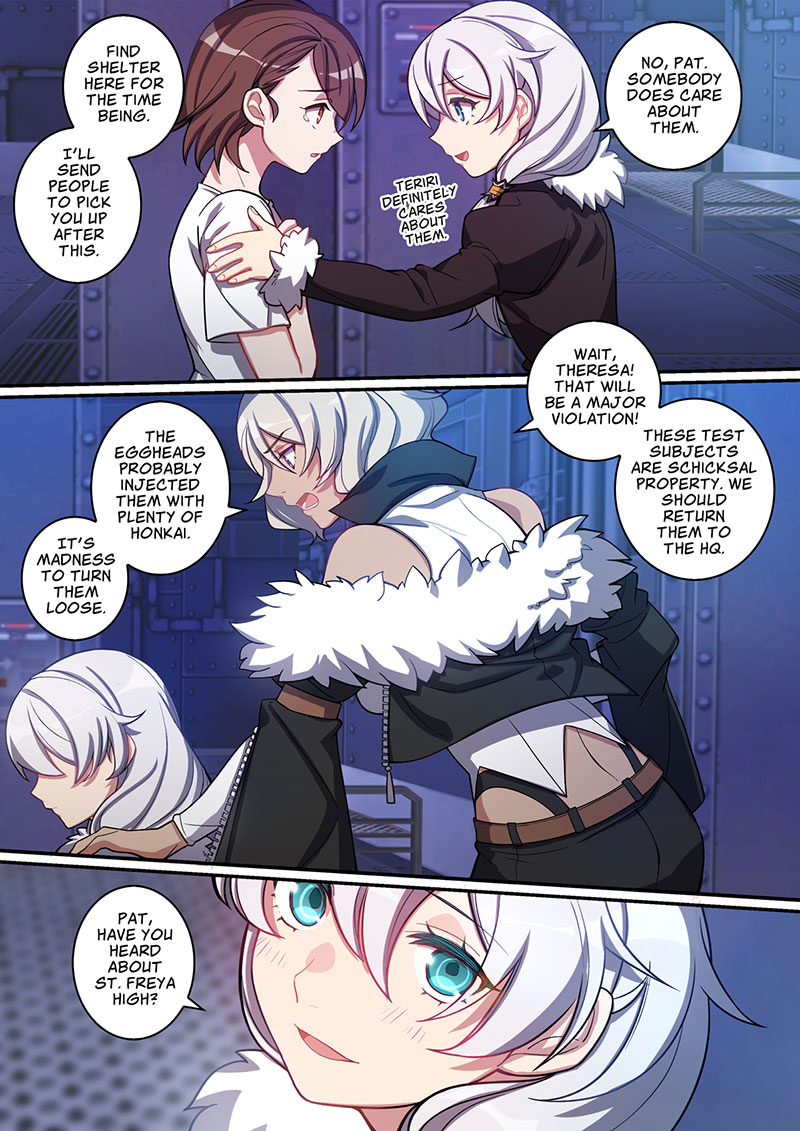 NO, PAT.
SOMEBODY
DOES CARE
ABOUT
THEM.
TERIRI
DEFINITELY
CARES
ABOUT
THEM.
FIND
SHELTER
HERE FOR
THE TIME
BEING.
I'LL
SEND
PEOPLE
TO PICK
YOU UP
AFTER
THIS.
WAIT,
THERESA!
THAT WILL
BE A MAJOR
VIOLATION!
THESE TEST
SUBJECTS
ARE SCHICKSAL
PROPERTY. WE
SHOULD
RETURN
THEM TO
THE HQ.
THE
EGGHEADS
PROBABLY
INJECTED
THEM WITH
PLENTY OF
HONKAI.
IT'S
MADNESS
TO TURN
THEM
LOOSE.
PAT,
HAVE YOU
HEARD
ABOUT
ST. FREYA
HIGH?